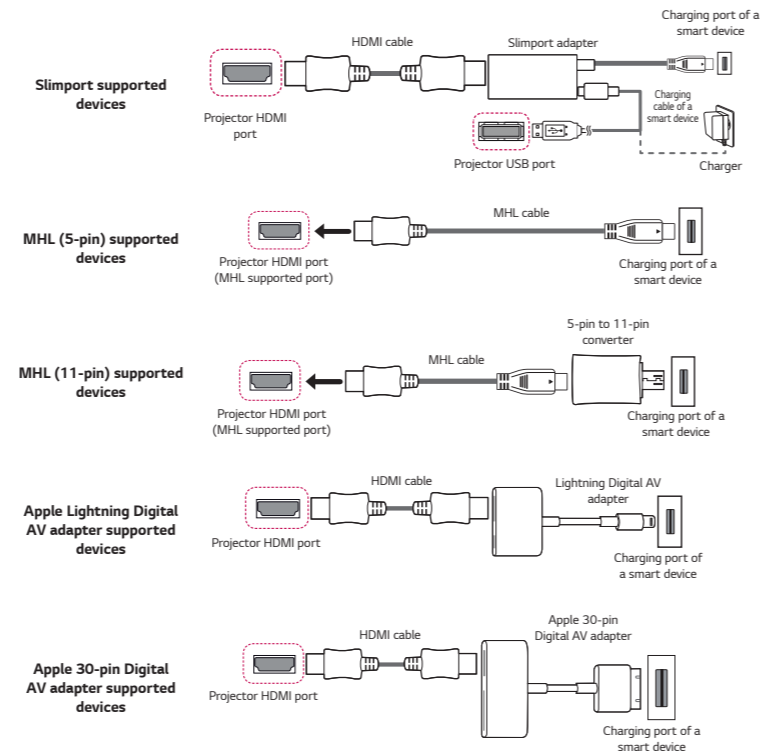 Charging port of a
smart device
HDMI cable
Slimport adapter
Slimport supported
devices
Projector HDMI
port
Charging
cable of a
smart device
Projector USB port
Charger
MHL (5-pin) supported
devices
MHL cable
Projector HDMI port
(MHL supported port)
Charging port of a
smart device
MHL (11-pin) supported
devices
5-pin to 11-pin
converter
MHL cable
Projector HDMI port
(MHL supported port)
Charging port of a
smart device
Apple Lightning Digital
AV adapter supported
devices
HDMI cable
Lightning Digital AV
adapter
Projector HDMI port
Charging port of
a smart device
Apple 30-pin Digital
AV adapter supported
devices
HDMI cable
Apple 30-pin
Digital AV adapter
Projector HDMI port
Charging port of a
smart device